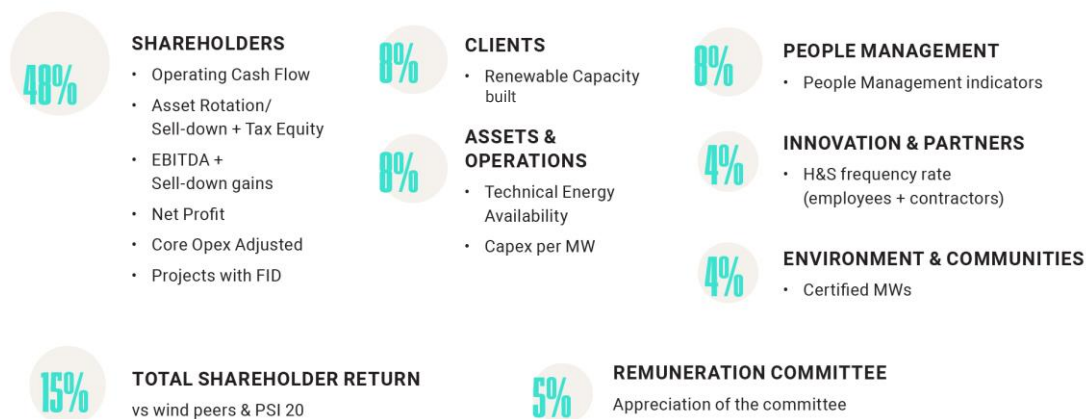 48%
SHAREHOLDERS
• Operating Cash Flow
• Asset Rotation/
Sell-down + Tax Equity
• EBITDA +
Sell-down gains
• Net Profit
• Core Opex Adjusted
• Projects with FID
8%
CLIENTS
• Renewable Capacity
built
8%
ASSETS &
OPERATIONS
• Technical Energy
Availability
• Capex per MW
8%
PEOPLE MANAGEMENT
• People Management indicators
4%
INNOVATION & PARTNERS
• H&S frequency rate
(employees + contractors)
4%
ENVIRONMENT & COMMUNITIES
• Certified MWs
15%
TOTAL SHAREHOLDER RETURN
vs wind peers & PSI 20
5%
REMUNERATION COMMITTEE
Appreciation of the committee